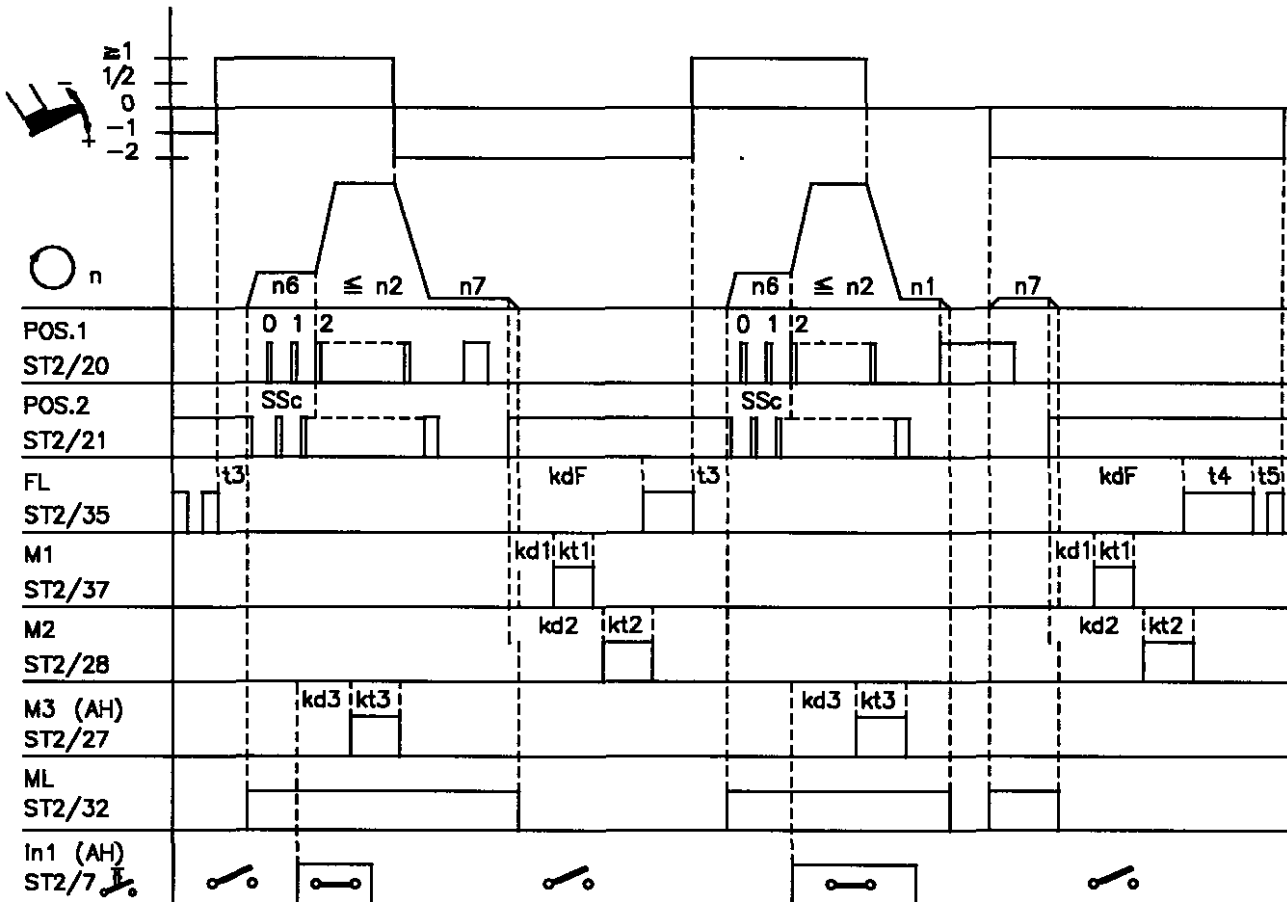 ≧1
1/2
0
−1
−2
− +
n
n6 ≦ n2 n7 n6 ≦ n2 n1 n7
POS.1 0 1 2 0 1 2
ST2/20
POS.2 SSc SSc
ST2/21
FL t3 kdF t3 kdF t4 t5
ST2/35
M1 kd1 kt1 kd1 kt1
ST2/37
M2 kd2 kt2 kd2 kt2
ST2/28
M3 (AH) kd3 kt3 kd3 kt3
ST2/27
ML
ST2/32
in1 (AH)
ST2/7